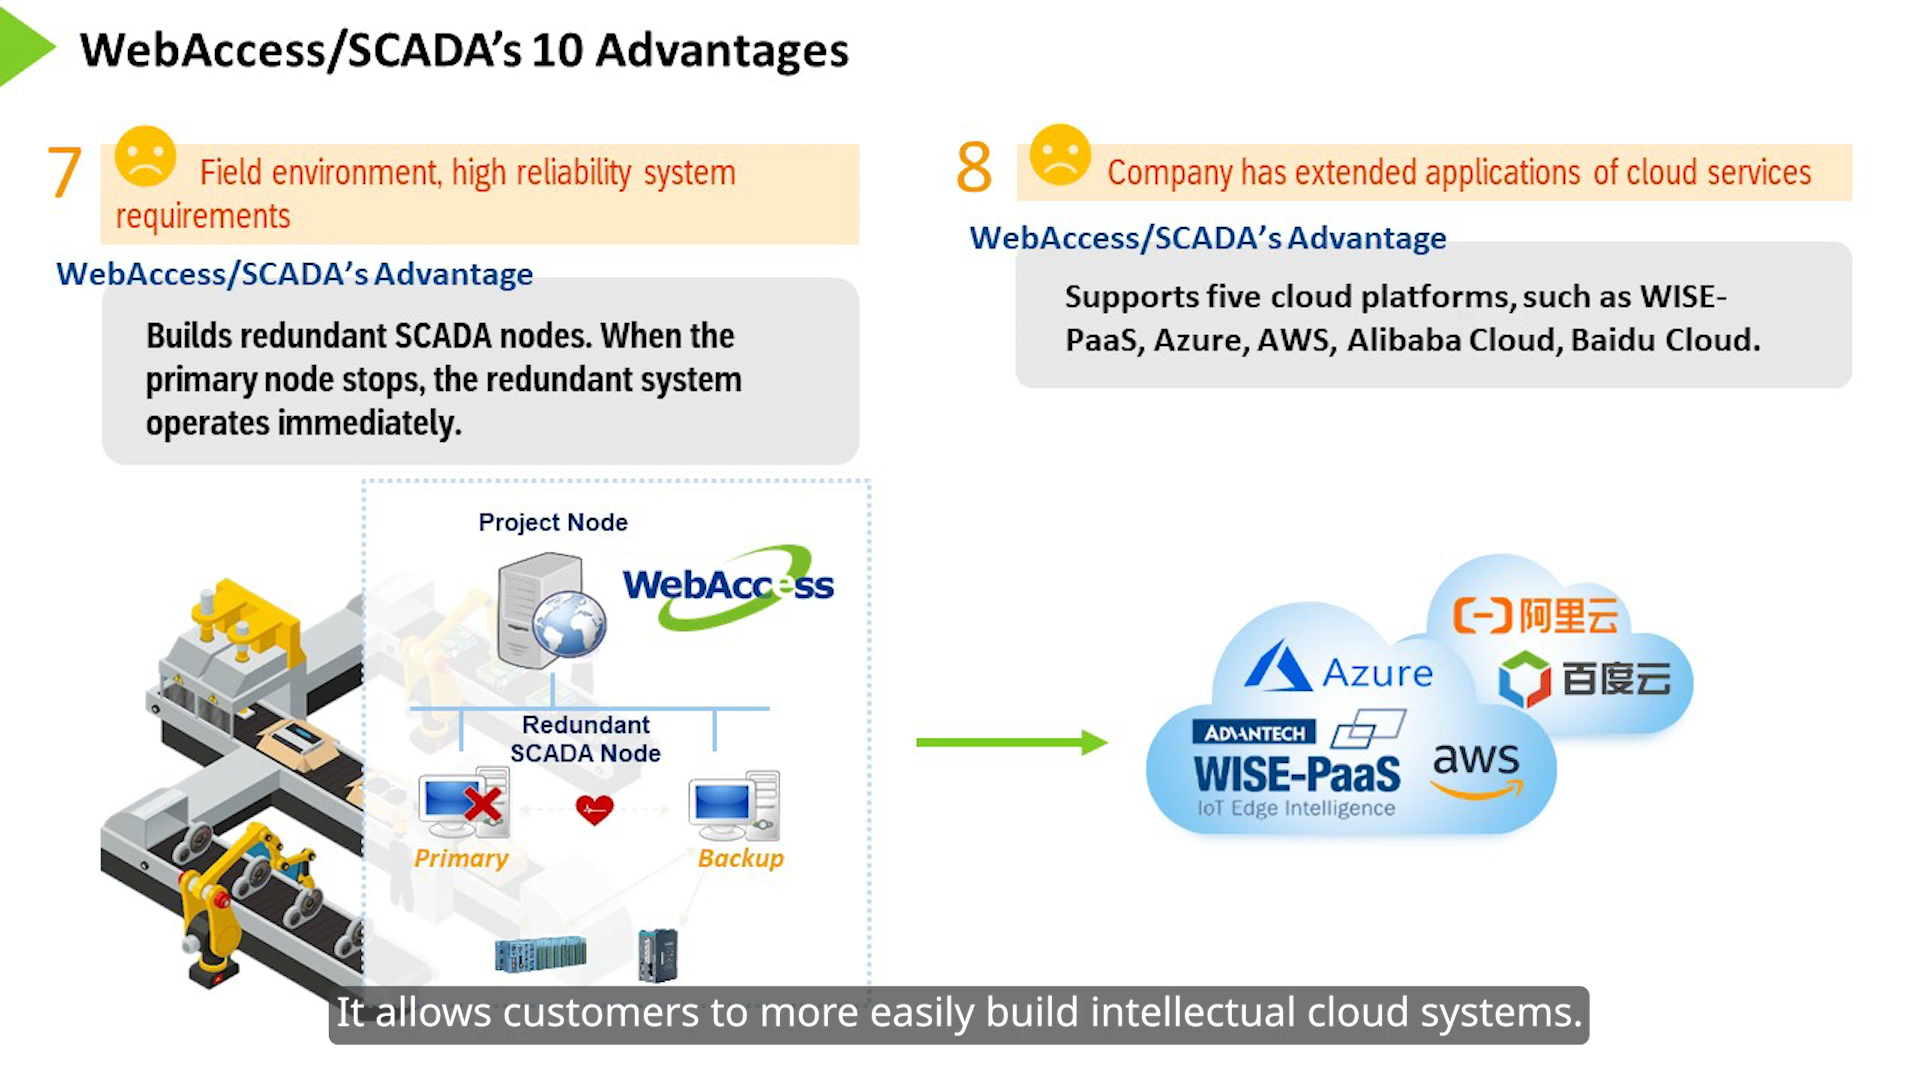 WebAccess/SCADA's 10 Advantages
7
Field environment, high reliability system
requirements
WebAccess/SCADA's Advantage
Builds redundant SCADA nodes. When the
primary node stops, the redundant system
operates immediately.
Project Node
WebAccess
Redundant
SCADA Node
Primary
Backup
8
Company has extended applications of cloud services
WebAccess/SCADA's Advantage
Supports five cloud platforms, such as WISE-
PaaS, Azure, AWS, Alibaba Cloud, Baidu Cloud.
阿里云
百度云
Azure
ADVANTECH
WISE-PaaS
IoT Edge Intelligence
aws
It allows customers to more easily build intellectual cloud systems.